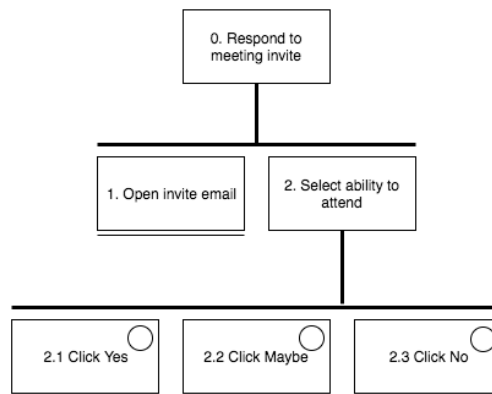 0. Respond to
meeting invite
1. Open invite email
2. Select ability to
attend
2.1 Click Yes
2.2 Click Maybe
2.3 Click No